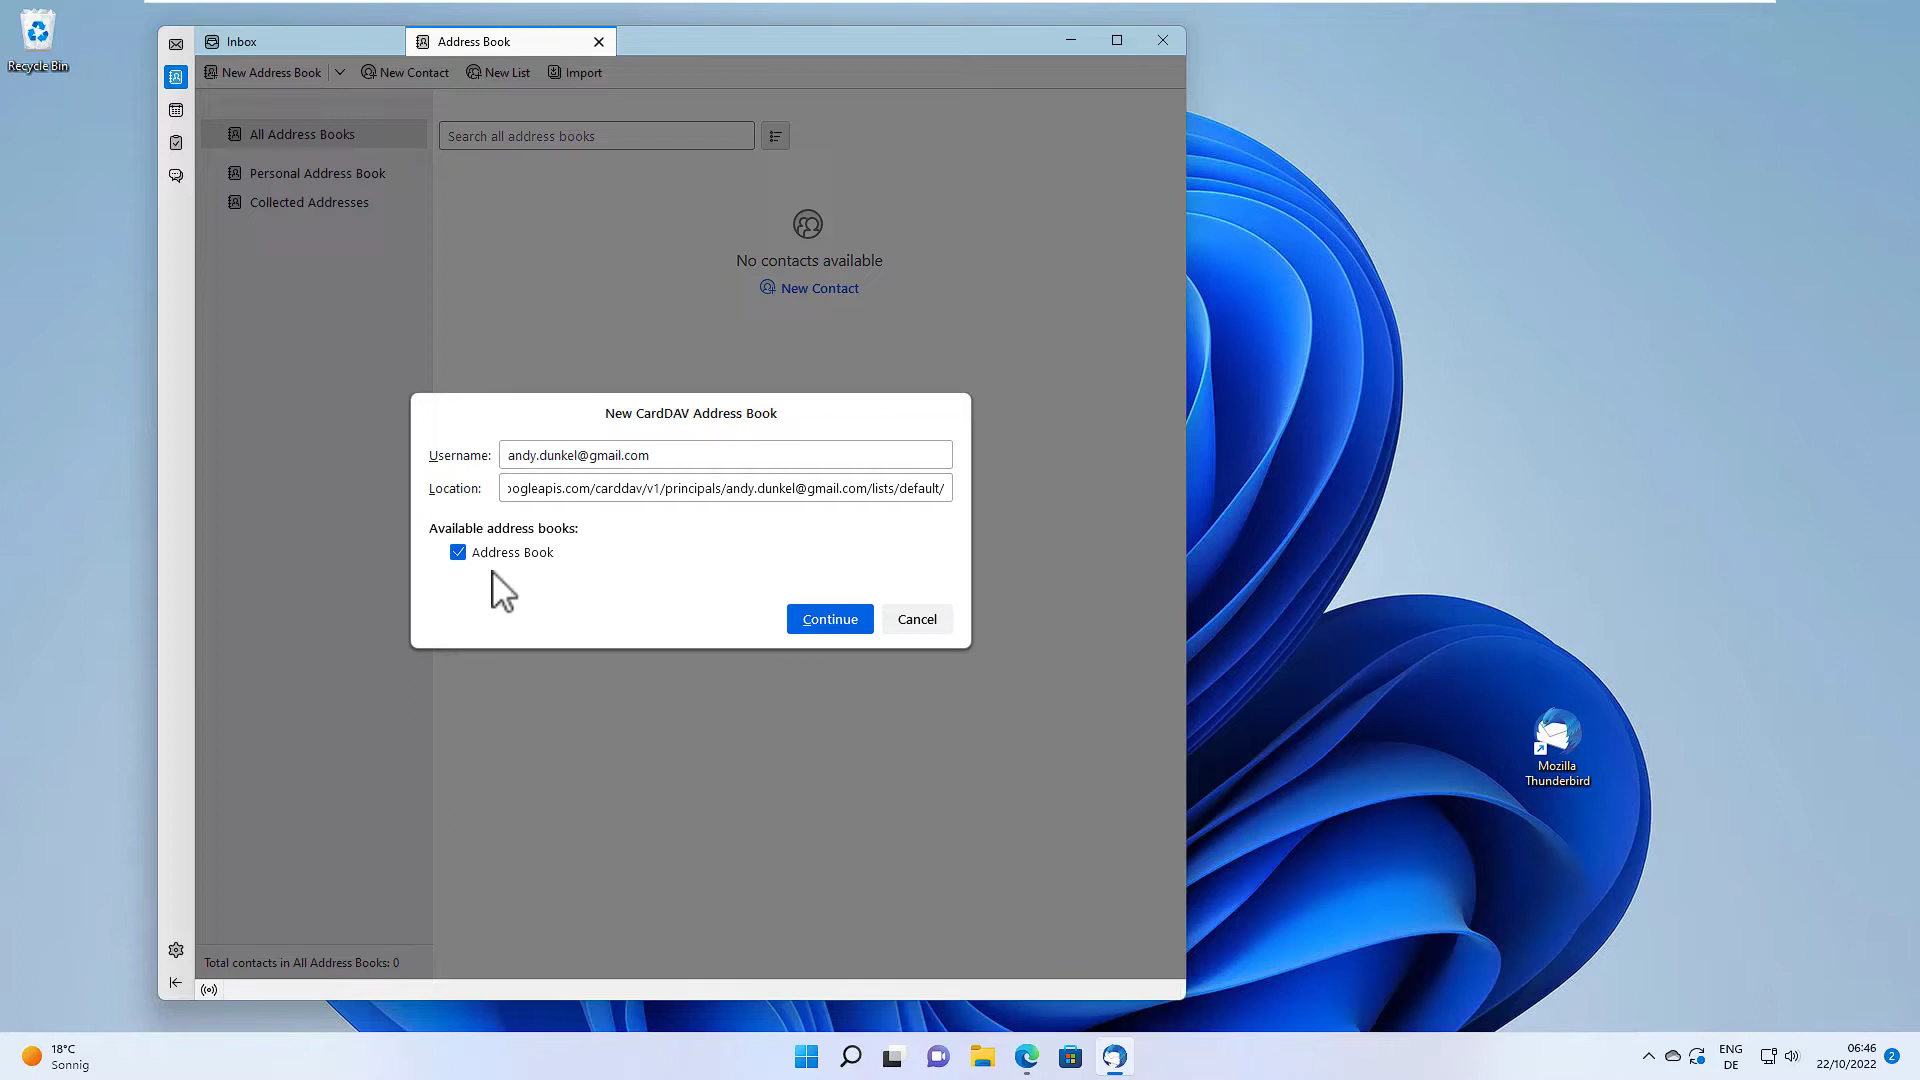 Recycle Bin
Inbox
Address Book
New Address Book
New Contact
New List
Import
All Address Books
Personal Address Book
Collected Addresses
Search all address books
No contacts available
New Contact
New CardDAV Address Book
Username: andy.dunkel@gmail.com
Location: oogleapis.com/carddav/v1/principals/andy.dunkel@gmail.com/lists/default/
Available address books:
Address Book
Continue
Cancel
Mozilla
Thunderbird
Total contacts in All Address Books: 0
18°C
Sonnig
ENG
DE
06:46
22/10/2022
2